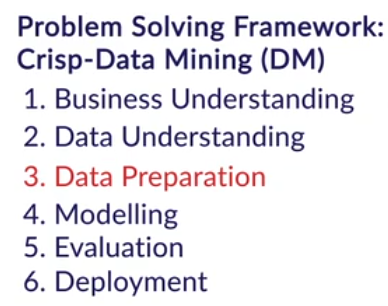 Problem Solving Framework:
Crisp-Data Mining (DM)
1. Business Understanding
2. Data Understanding
3. Data Preparation
4. Modelling
5. Evaluation
6. Deployment